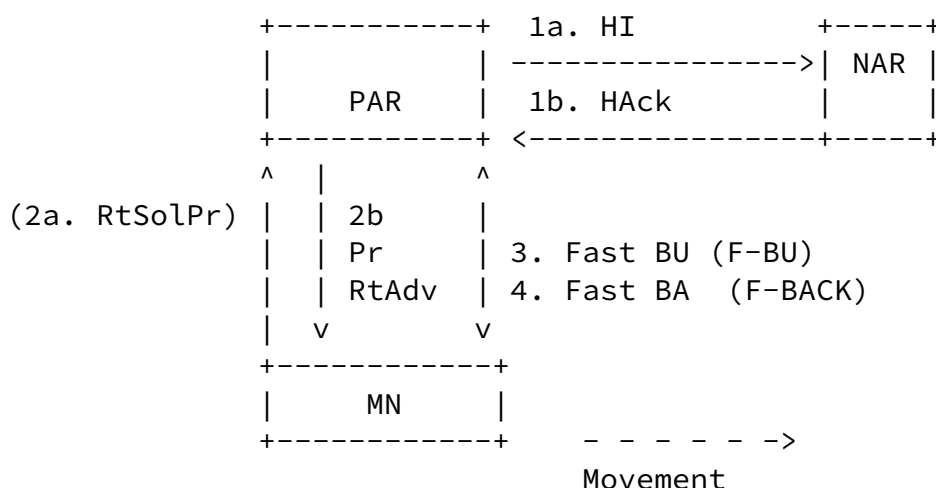 +-----------+  1a. HI          +-----+
|           | ---------------->| NAR |
|    PAR    |  1b. HAck        |     |
+-----------+ <----------------+-----+
^  |        ^
(2a. RtSolPr) |  | 2b     |
|  | Pr     | 3. Fast BU (F-BU)
|  | RtAdv  | 4. Fast BA  (F-BACK)
|  v        v
+------------+
|     MN     |
+------------+    - - - - - ->
Movement